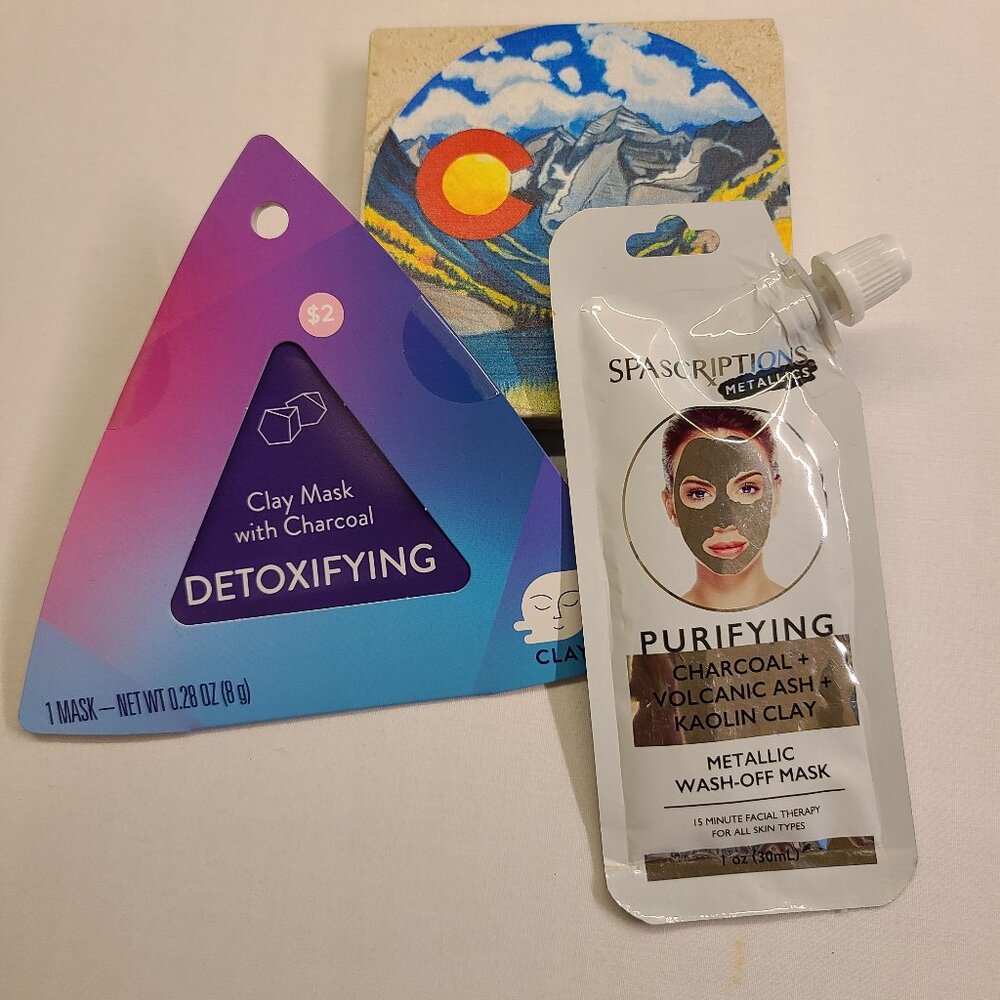 $2
Clay Mask
with Charcoal
DETOXIFYING
CLAY
1 MASK – NET WT 0.28 OZ (8 g)
SPASCRIPTIONS
METALLICS
PURIFYING
CHARCOAL +
VOLCANIC ASH +
KAOLIN CLAY
METALLIC
WASH-OFF MASK
15 MINUTE FACIAL THERAPY
FOR ALL SKIN TYPES
1 oz (30mL)